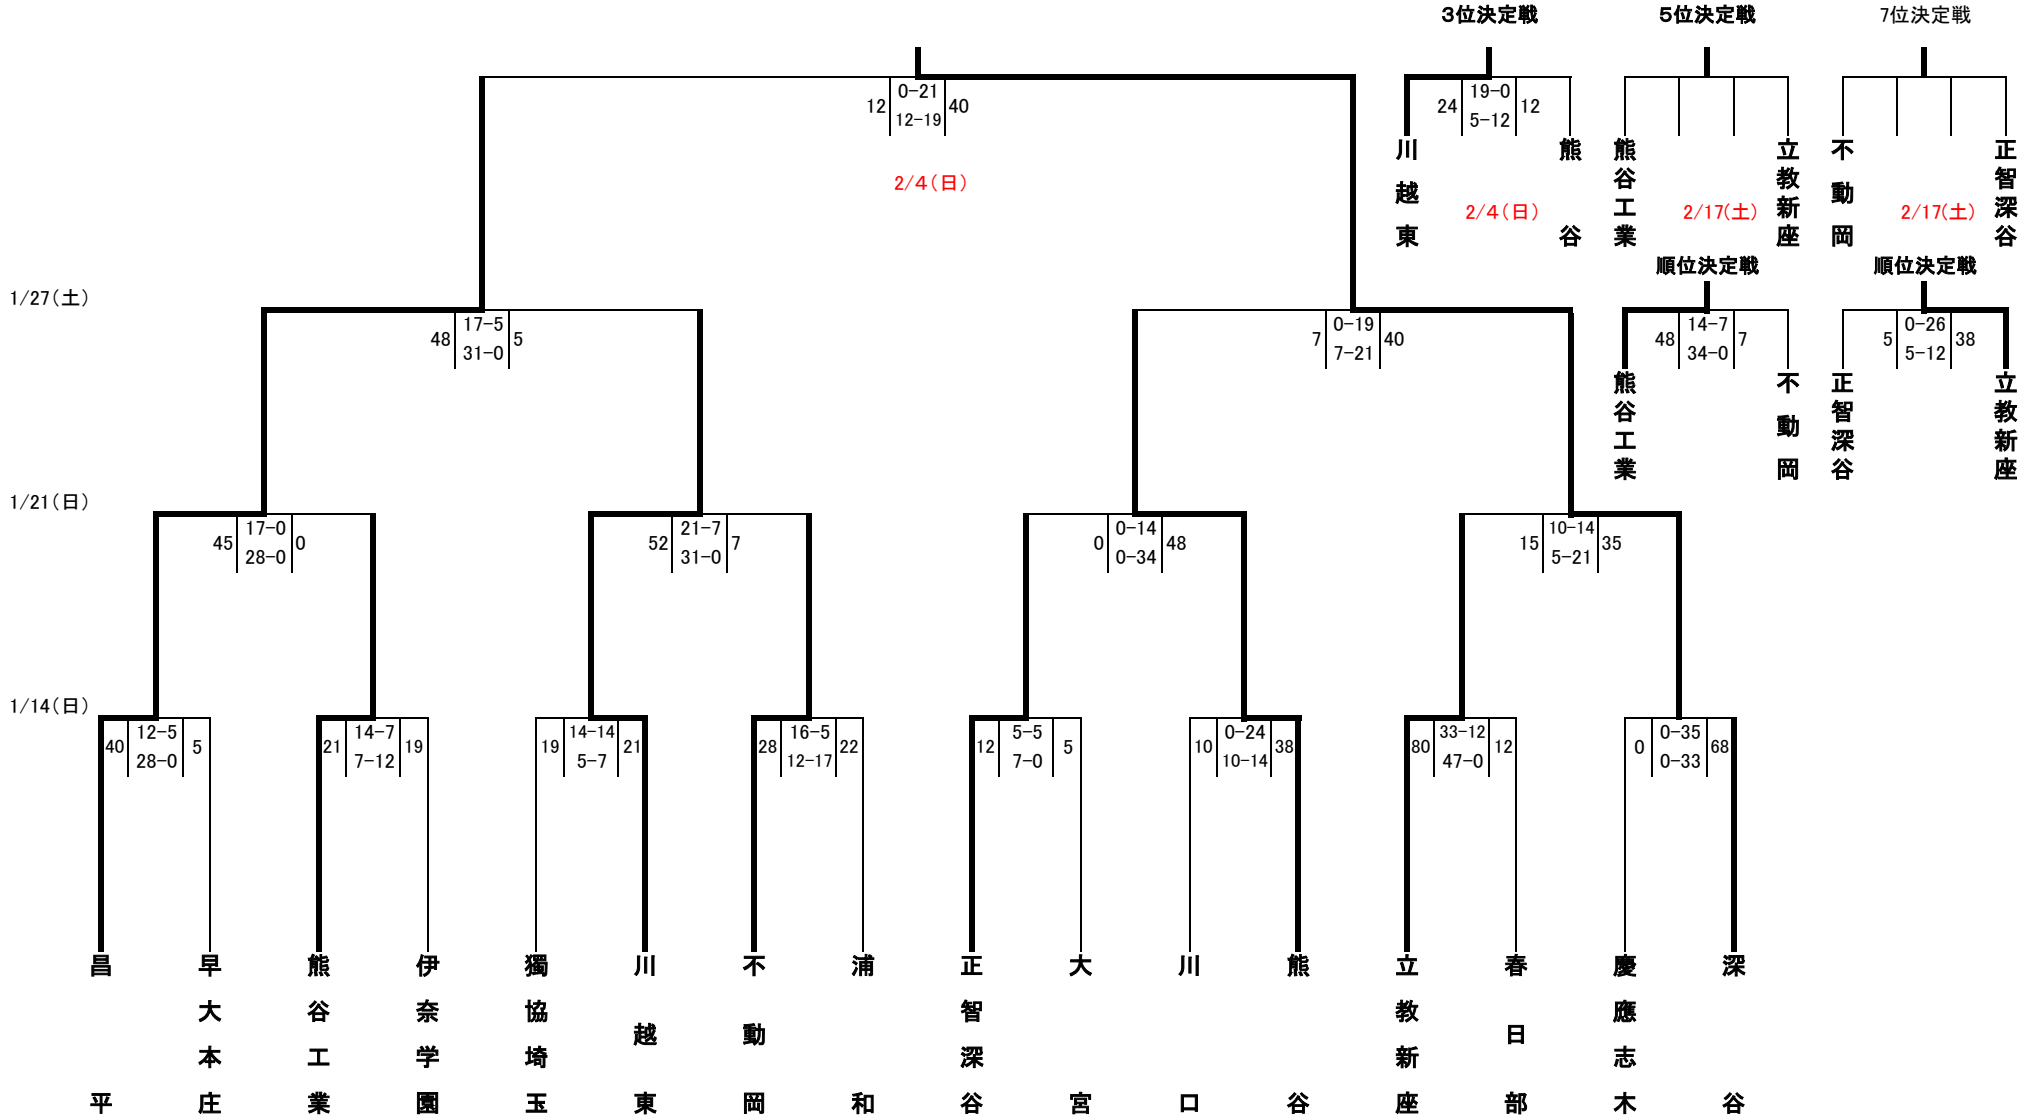 ３位決定戦
５位決定戦
7位決定戦
12
0-21
12-19
40
2/4(日)
24
19-0
5-12
12
川越東
熊谷
2/4(日)
熊谷工業
立教新座
2/17(土)
不動岡
正智深谷
2/17(土)
順位決定戦
順位決定戦
1/27(土)
48
17-5
31-0
5
7
0-19
7-21
40
48
14-7
34-0
7
5
0-26
5-12
38
熊谷工業
不動岡
正智深谷
立教新座
1/21(日)
45
17-0
28-0
0
52
21-7
31-0
7
0
0-14
0-34
48
15
10-14
5-21
35
1/14(日)
40
12-5
28-0
5
21
14-7
7-12
19
19
14-14
5-7
21
28
16-5
12-17
22
12
5-5
7-0
5
10
0-24
10-14
38
80
33-12
47-0
12
0
0-35
0-33
68
昌平
早大本庄
熊谷工業
伊奈学園
獨協埼玉
川越東
不動岡
浦和
正智深谷
大宮
川口
熊谷
立教新座
春日部
慶應志木
深谷